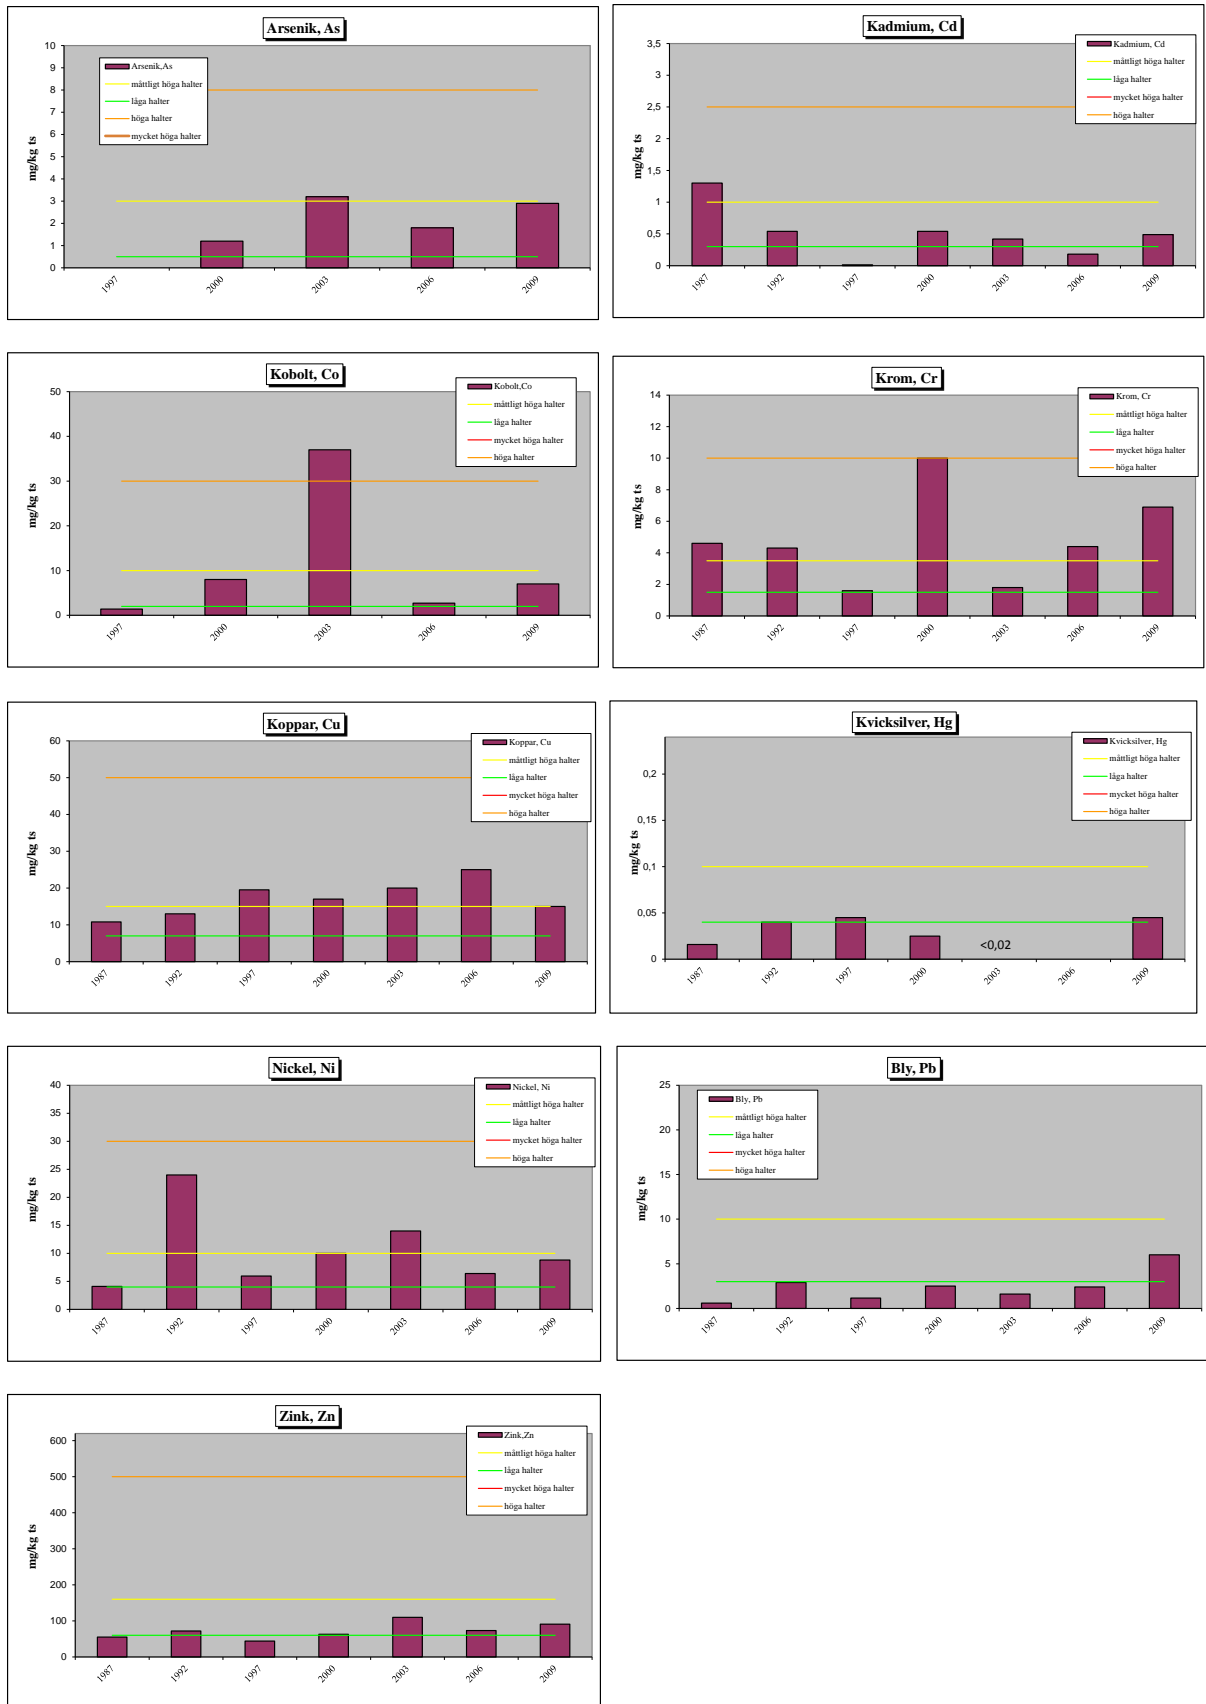 Arsenik, As
mg/kg ts
10
9
8
7
6
5
4
3
2
1
0
Arsenik,As
måttligt höga halter
låga halter
höga halter
mycket höga halter
1997
2000
2003
2006
2009
Kadmium, Cd
mg/kg ts
3,5
3
2,5
2
1,5
1
0,5
0
Kadmium, Cd
måttligt höga halter
låga halter
mycket höga halter
höga halter
1987
1992
1997
2000
2003
2006
2009
Kobolt, Co
mg/kg ts
50
40
30
20
10
0
Kobolt,Co
måttligt höga halter
låga halter
mycket höga halter
höga halter
1997
2000
2003
2006
2009
Krom, Cr
mg/kg ts
14
12
10
8
6
4
2
0
Krom, Cr
måttligt höga halter
låga halter
mycket höga halter
höga halter
1987
1992
1997
2000
2003
2006
2009
Koppar, Cu
mg/kg ts
60
50
40
30
20
10
0
Koppar, Cu
måttligt höga halter
låga halter
mycket höga halter
höga halter
1987
1992
1997
2000
2003
2006
2009
Kvicksilver, Hg
mg/kg ts
0,2
0,15
0,1
0,05
0
Kvicksilver, Hg
måttligt höga halter
låga halter
mycket höga halter
höga halter
<0,02
1987
1992
1997
2000
2003
2006
2009
Nickel, Ni
mg/kg ts
40
35
30
25
20
15
10
5
0
Nickel, Ni
måttligt höga halter
låga halter
mycket höga halter
höga halter
1987
1992
1997
2000
2003
2006
2009
Bly, Pb
mg/kg ts
25
20
15
10
5
0
Bly, Pb
måttligt höga halter
låga halter
mycket höga halter
höga halter
1987
1992
1997
2000
2003
2006
2009
Zink, Zn
mg/kg ts
600
500
400
300
200
100
0
Zink,Zn
måttligt höga halter
låga halter
mycket höga halter
höga halter
1987
1992
1997
2000
2003
2006
2009